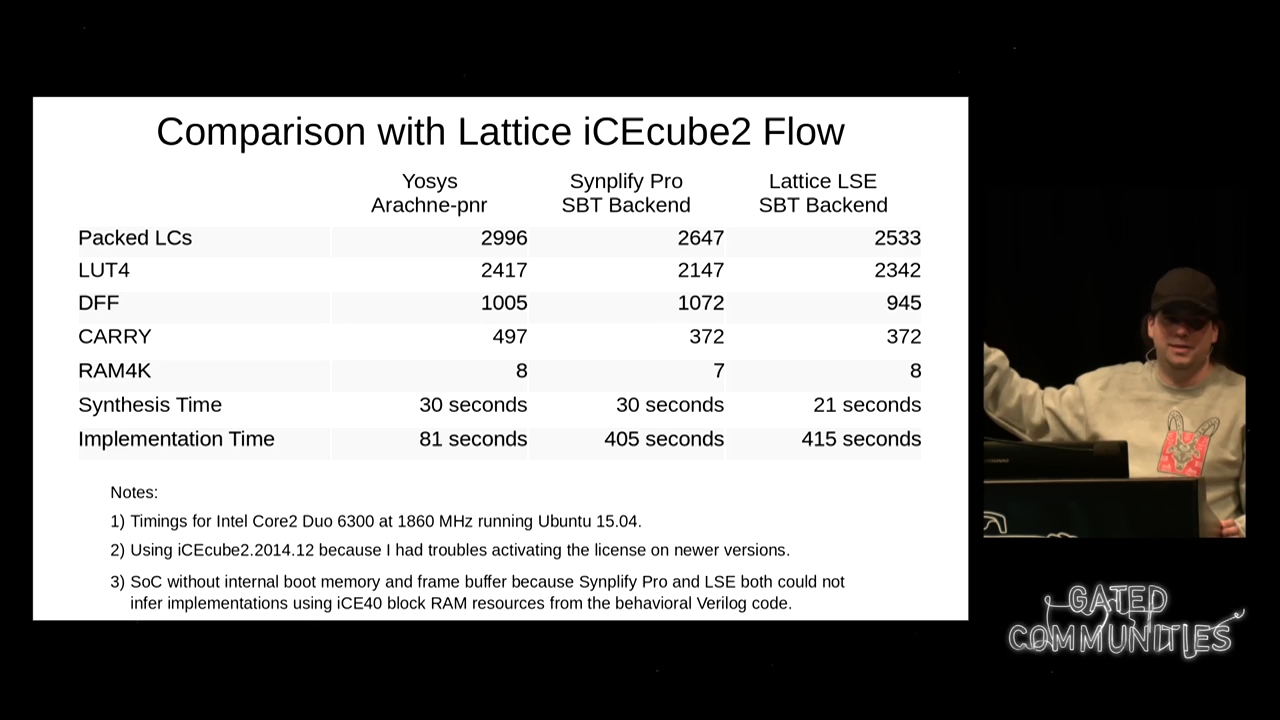 Comparison with Lattice iCEcube2 Flow
Yosys Synplify Pro Lattice LSE
Arachne-pnr SBT Backend SBT Backend
Packed LCs 2996 2647 2533
LUT4 2417 2147 2342
DFF 1005 1072 945
CARRY 497 372 372
RAM4K 8 7 8
Synthesis Time 30 seconds 30 seconds 21 seconds
Implementation Time 81 seconds 405 seconds 415 seconds
Notes:
1) Timings for Intel Core2 Duo 6300 at 1860 MHz running Ubuntu 15.04.
2) Using iCEcube2.2014.12 because I had troubles activating the license on newer versions.
3) SoC without internal boot memory and frame buffer because Synplify Pro and LSE both could not
infer implementations using iCE40 block RAM resources from the behavioral Verilog code.
GATED
COMMUNITIES